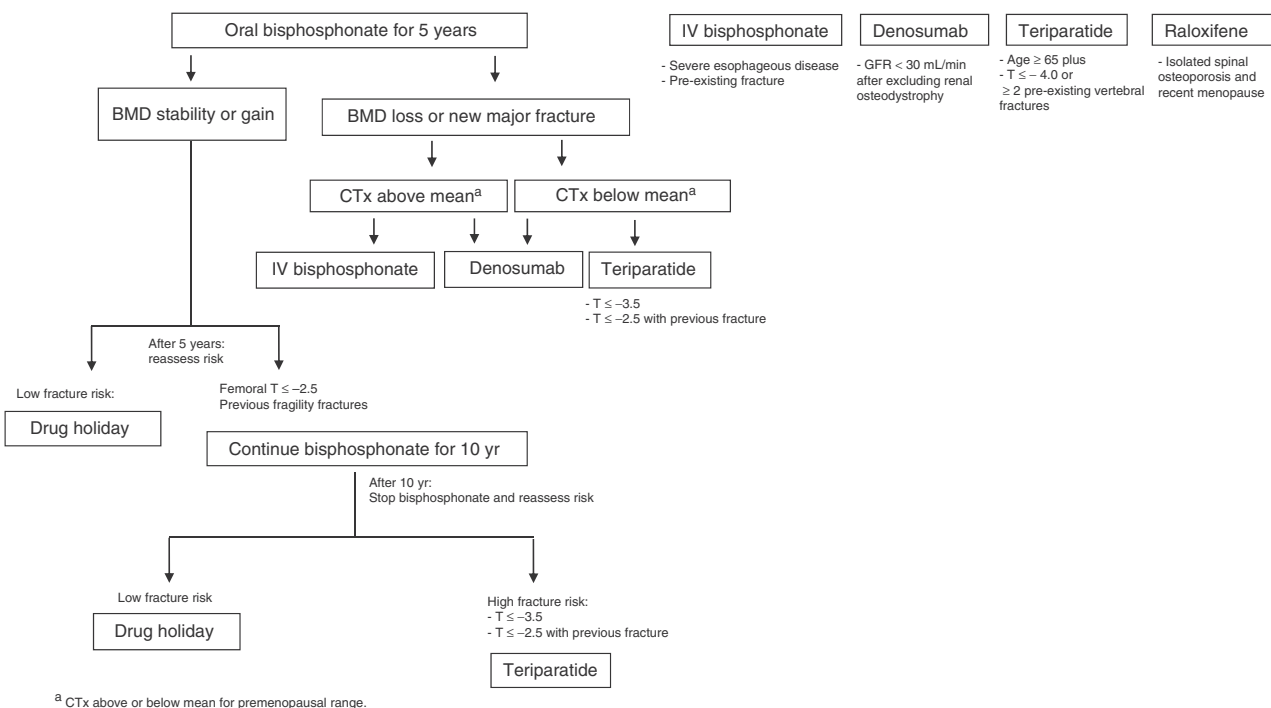 Oral bisphosphonate for 5 years
IV bisphosphonate
- Severe esophageous disease
- Pre-existing fracture
Denosumab
- GFR < 30 mL/min
after excluding renal
osteodystrophy
Teriparatide
- Age ≥ 65 plus
- T ≤ – 4.0 or
≥ 2 pre-existing vertebral
fractures
Raloxifene
- Isolated spinal
osteoporosis and
recent menopause
BMD stability or gain
BMD loss or new major fracture
CTx above meanᵃ
CTx below meanᵃ
IV bisphosphonate
Denosumab
Teriparatide
- T ≤ –3.5
- T ≤ –2.5 with previous fracture
After 5 years:
reassess risk
Low fracture risk:
Drug holiday
Femoral T ≤ –2.5
Previous fragility fractures
Continue bisphosphonate for 10 yr
After 10 yr:
Stop bisphosphonate and reassess risk
Low fracture risk
Drug holiday
High fracture risk:
- T ≤ –3.5
- T ≤ –2.5 with previous fracture
Teriparatide
ᵃ CTx above or below mean for premenopausal range.